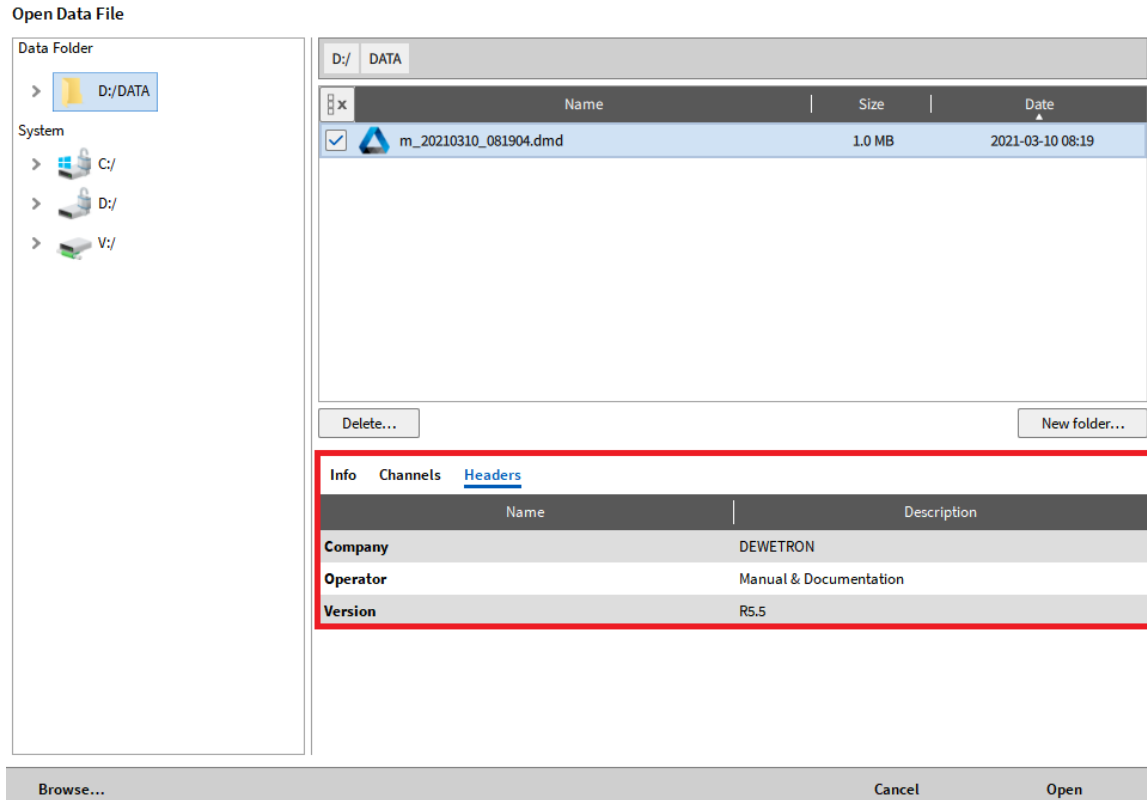 Open Data File
Data Folder
D:/DATA
System
C:/
D:/
V:/
D:/ DATA
x Name Size Date
m_20210310_081904.dmd 1.0 MB 2021-03-10 08:19
Delete... New folder...
Info Channels Headers
Name Description
Company DEWETRON
Operator Manual & Documentation
Version R5.5
Browse... Cancel Open